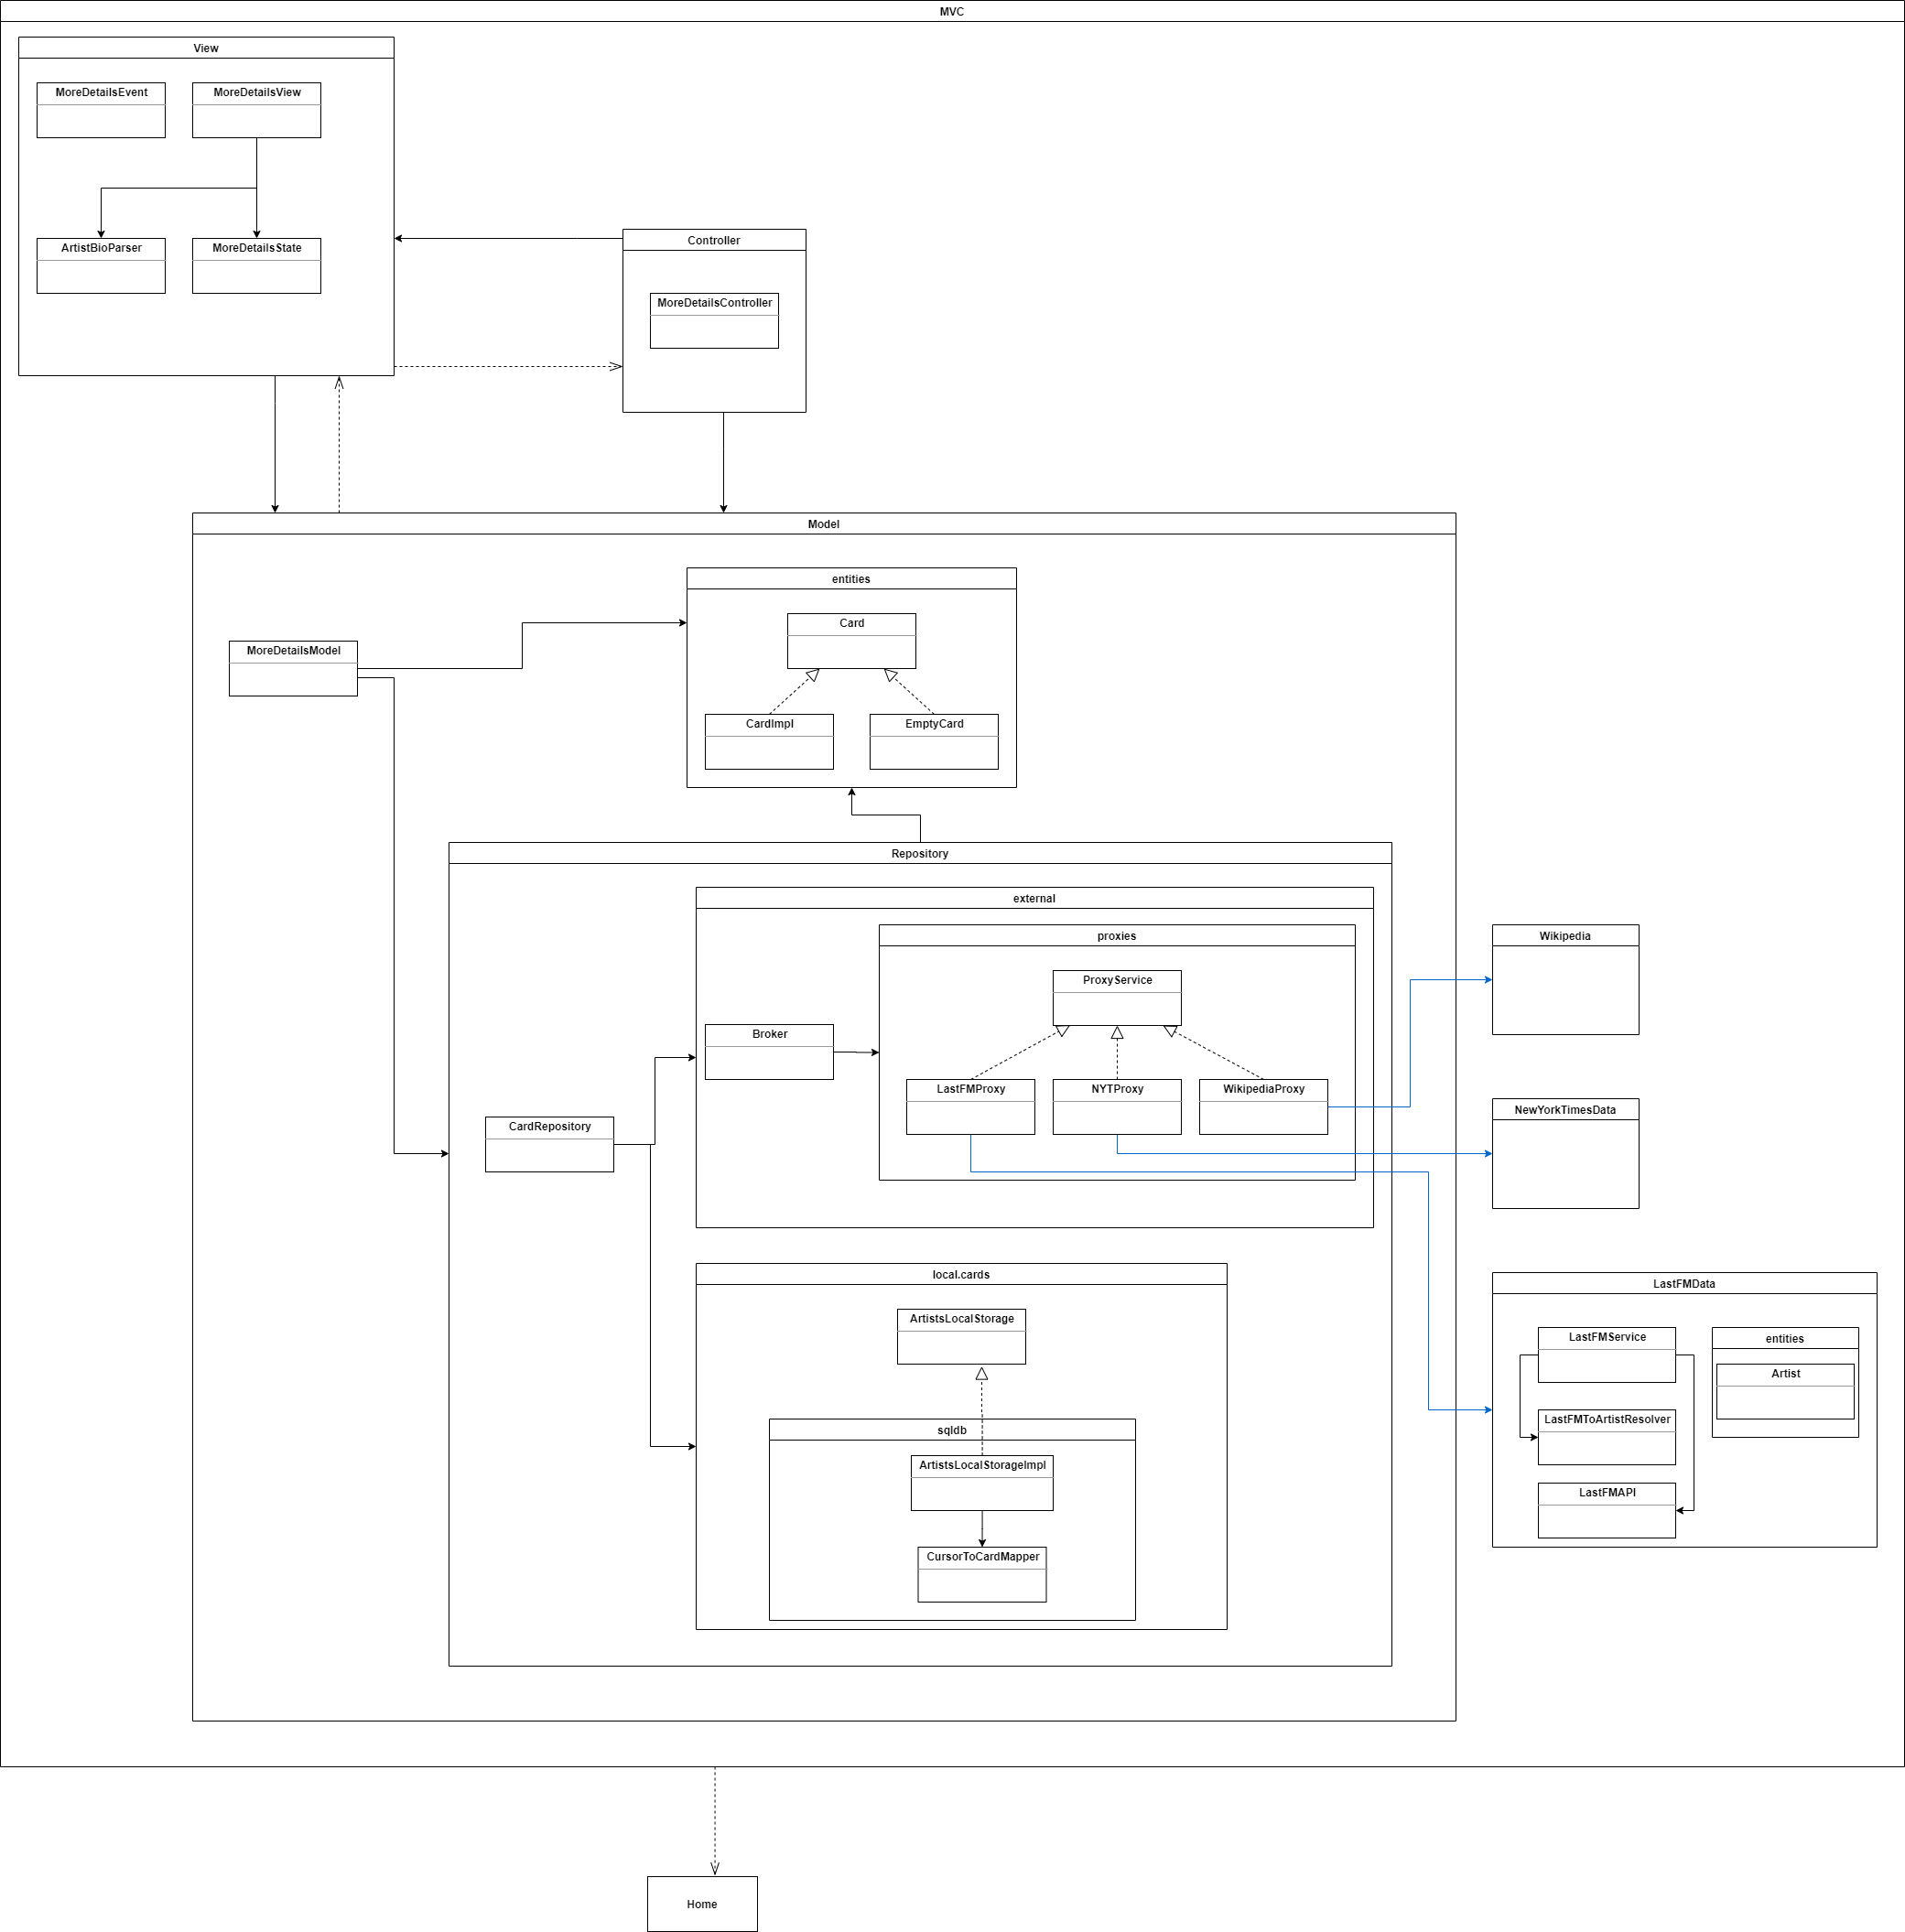 MVC
View
MoreDetailsEvent
MoreDetailsView
ArtistBioParser
MoreDetailsState
Controller
MoreDetailsController
Model
entities
Card
MoreDetailsModel
CardImpl
EmptyCard
Repository
external
proxies
Wikipedia
ProxyService
Broker
LastFMProxy
NYTProxy
WikipediaProxy
NewYorkTimesData
CardRepository
local.cards
LastFMData
ArtistsLocalStorage
LastFMService
entities
Artist
LastFMToArtistResolver
sqldb
ArtistsLocalStorageImpl
LastFMAPI
CursorToCardMapper
Home